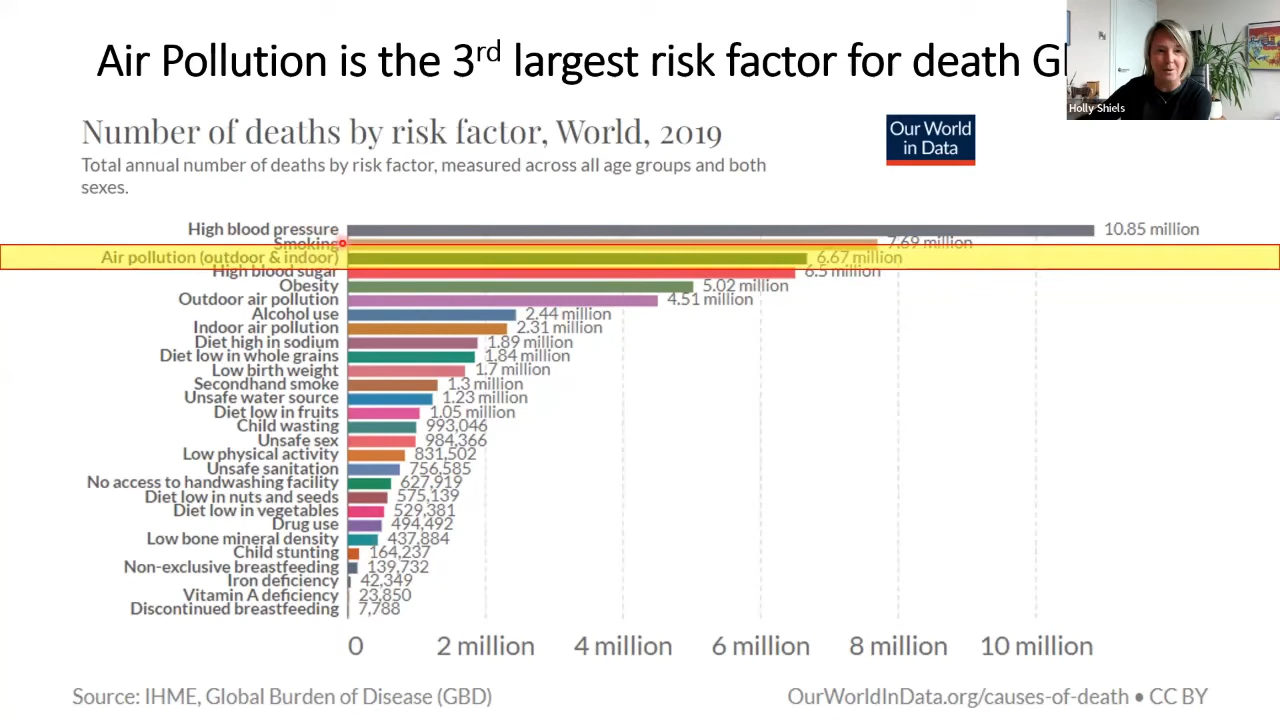 Air Pollution is the 3rd largest risk factor for death Gl
Holly Shiels
Number of deaths by risk factor, World, 2019
Our World
in Data
Total annual number of deaths by risk factor, measured across all age groups and both
sexes.
High blood pressure 10.85 million
Smoking 7.69 million
Air pollution (outdoor & indoor) 6.67 million
High blood sugar 6.5 million
Obesity 5.02 million
Outdoor air pollution 4.51 million
Alcohol use 2.44 million
Indoor air pollution 2.31 million
Diet high in sodium 1.89 million
Diet low in whole grains 1.84 million
Low birth weight 1.7 million
Secondhand smoke 1.3 million
Unsafe water source 1.23 million
Diet low in fruits 1.05 million
Child wasting 993,046
Unsafe sex 984,366
Low physical activity 831,502
Unsafe sanitation 756,585
No access to handwashing facility 627,919
Diet low in nuts and seeds 575,139
Diet low in vegetables 529,381
Drug use 494,492
Low bone mineral density 437,884
Child stunting 164,237
Non-exclusive breastfeeding 139,732
Iron deficiency 42,349
Vitamin A deficiency 23,850
Discontinued breastfeeding 7,788
0 2 million 4 million 6 million 8 million 10 million
Source: IHME, Global Burden of Disease (GBD)
OurWorldInData.org/causes-of-death • CC BY